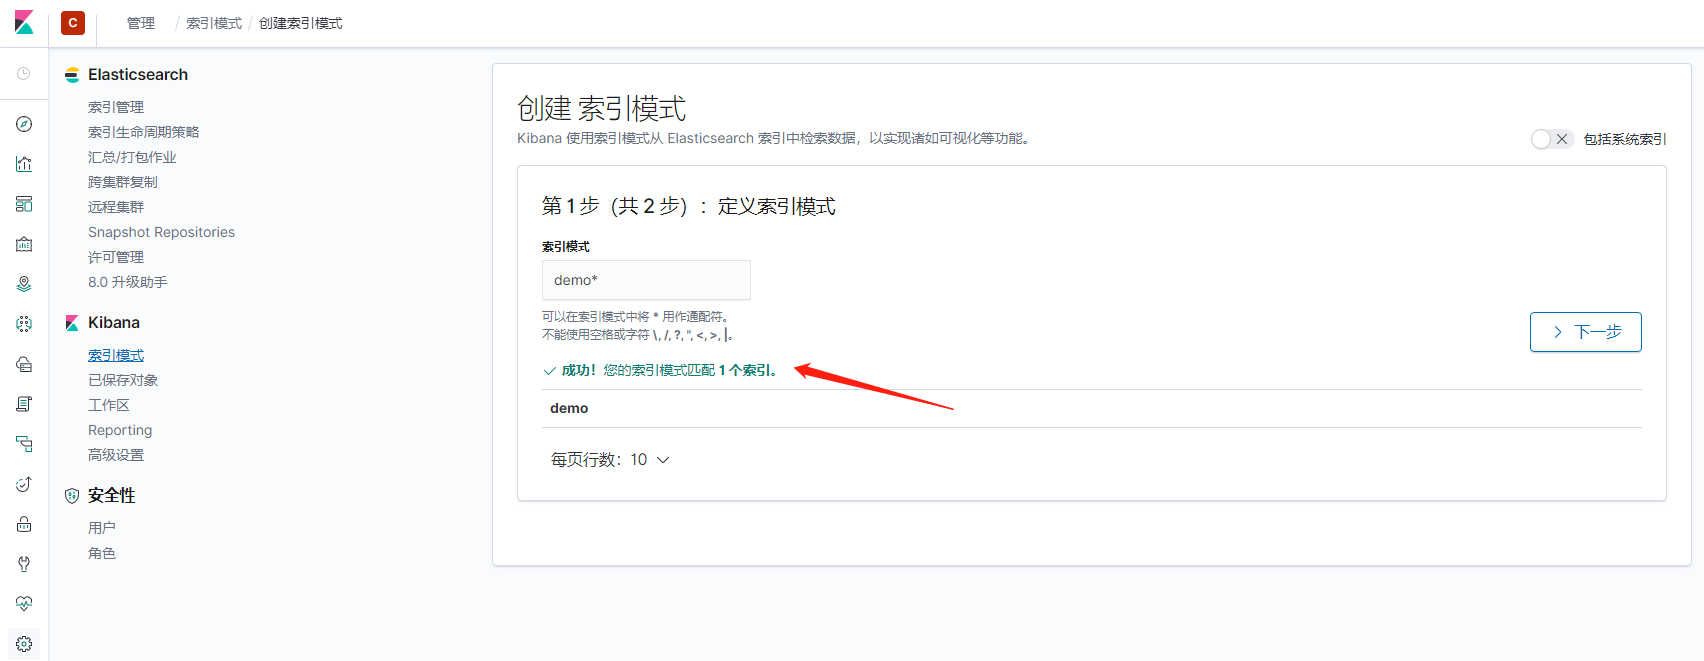 C
管理 / 索引模式 / 创建索引模式
Elasticsearch
索引管理
索引生命周期策略
汇总/打包作业
跨集群复制
远程集群
Snapshot Repositories
许可管理
8.0 升级助手
Kibana
索引模式
已保存对象
工作区
Reporting
高级设置
安全性
用户
角色
创建 索引模式
Kibana 使用索引模式从 Elasticsearch 索引中检索数据，以实现诸如可视化等功能。
包括系统索引
第 1 步（共 2 步）：定义索引模式
索引模式
demo*
可以在索引模式中将 * 用作通配符。
不能使用空格或字符 \, /, ?, ", <, >, |。
下一步
成功！您的索引模式匹配 1 个索引。
demo
每页行数：10